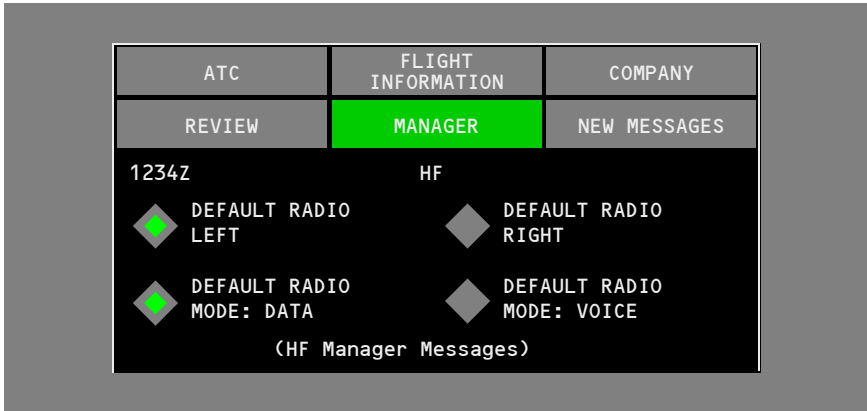 ATC
FLIGHT
INFORMATION
COMPANY
REVIEW
MANAGER
NEW MESSAGES
1234Z
HF
DEFAULT RADIO
LEFT
DEFAULT RADIO
RIGHT
DEFAULT RADIO
MODE: DATA
DEFAULT RADIO
MODE: VOICE
(HF Manager Messages)